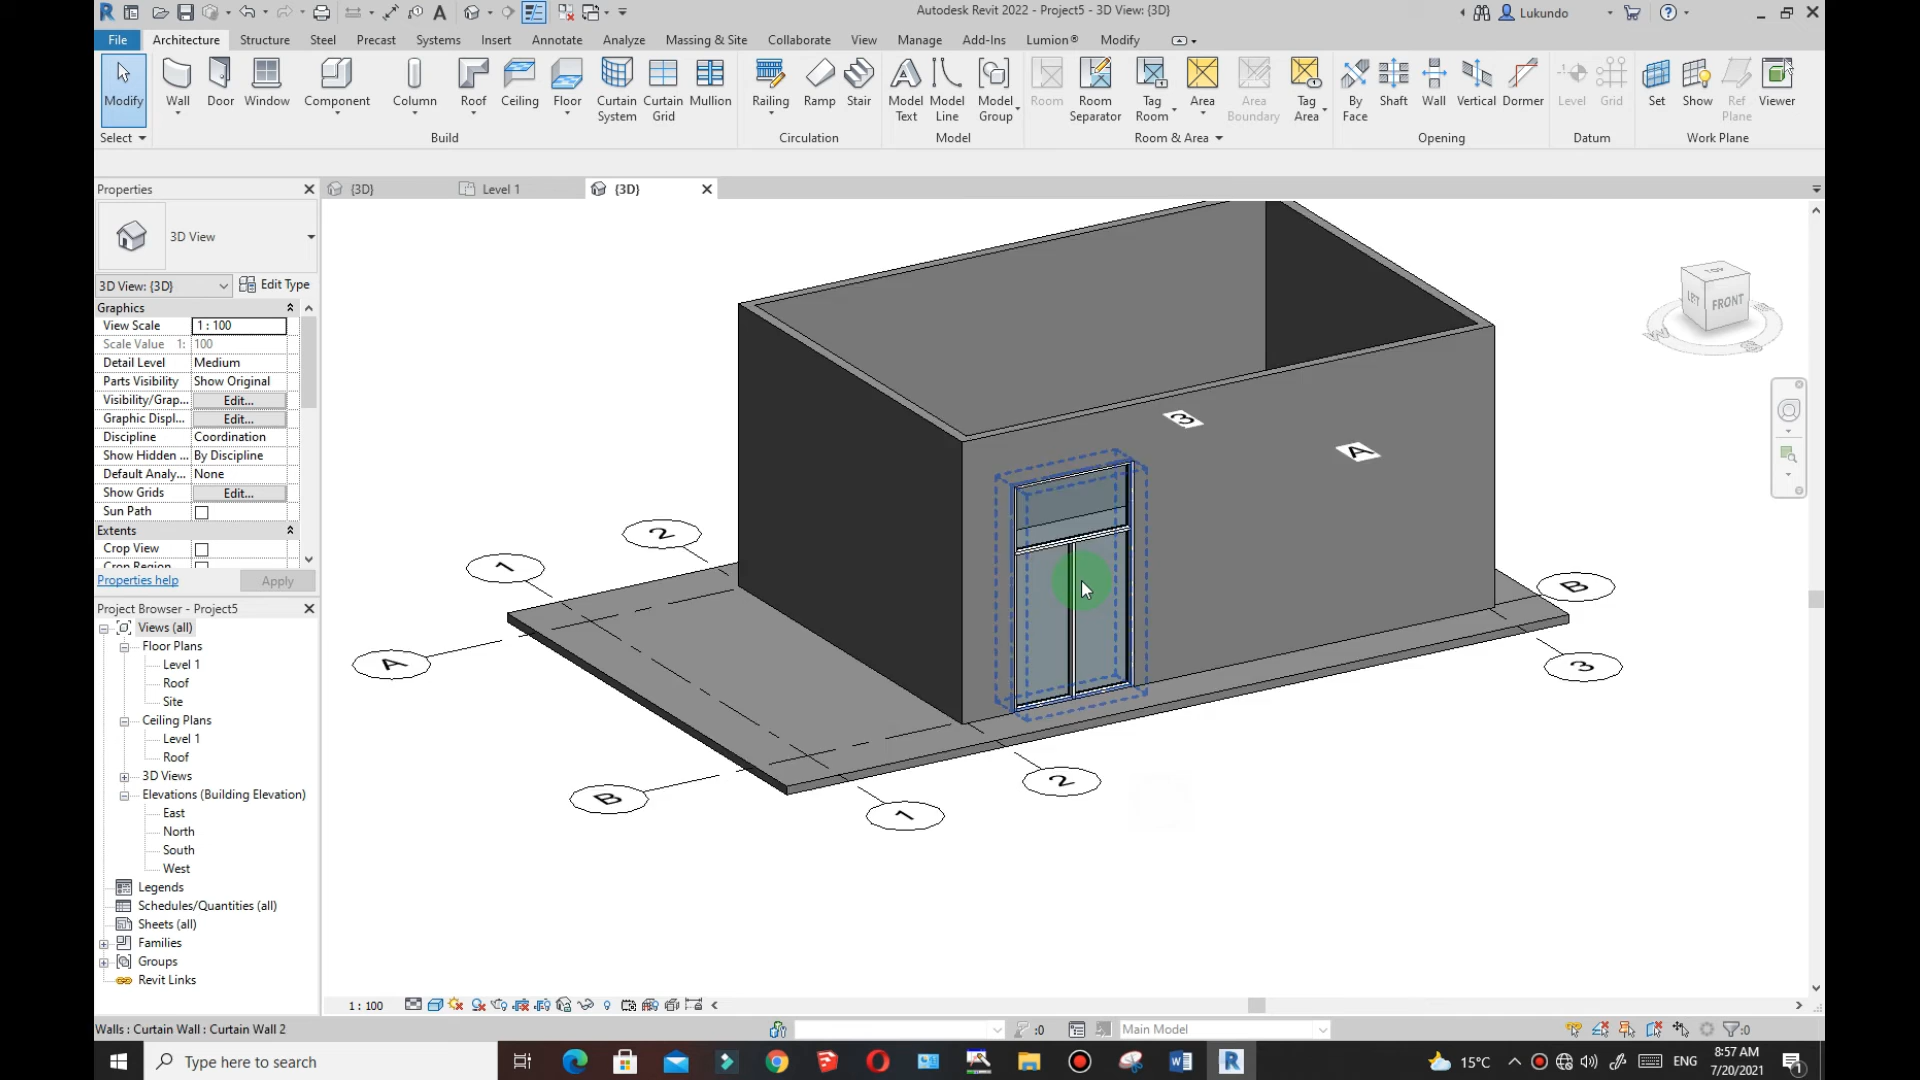 Autodesk Revit 2022 - Project5 - 3D View: {3D}
Lukundo
File Architecture Structure Steel Precast Systems Insert Annotate Analyze Massing & Site Collaborate View Manage Add-Ins Lumion® Modify
Modify Wall Door Window Component Column Roof Ceiling Floor Curtain System Curtain Grid Mullion Railing Ramp Stair Model Text Model Line Model Group Room Room Separator Tag Room Area Area Boundary Tag Area By Face Shaft Wall Vertical Dormer Level Grid Set Show Ref Plane Viewer
Select Build Circulation Model Room & Area Opening Datum Work Plane
Properties
{3D} Level 1 {3D}
3D View
3D View: {3D} Edit Type
Graphics
View Scale 1 : 100
Scale Value 1: 100
Detail Level Medium
Parts Visibility Show Original
Visibility/Grap... Edit...
Graphic Displ... Edit...
Discipline Coordination
Show Hidden ... By Discipline
Default Analy... None
Show Grids Edit...
Sun Path
Extents
Crop View
Properties help Apply
Project Browser - Project5
Views (all)
Floor Plans
Level 1
Roof
Site
Ceiling Plans
Level 1
Roof
3D Views
Elevations (Building Elevation)
East
North
South
West
Legends
Schedules/Quantities (all)
Sheets (all)
Families
Groups
Revit Links
TOP
FRONT
3
A
2
1
A
B
1
2
B
3
1 : 100
Walls : Curtain Wall : Curtain Wall 2
:0
Main Model
:0
Type here to search
15°C
ENG
8:57 AM
7/20/2021
1